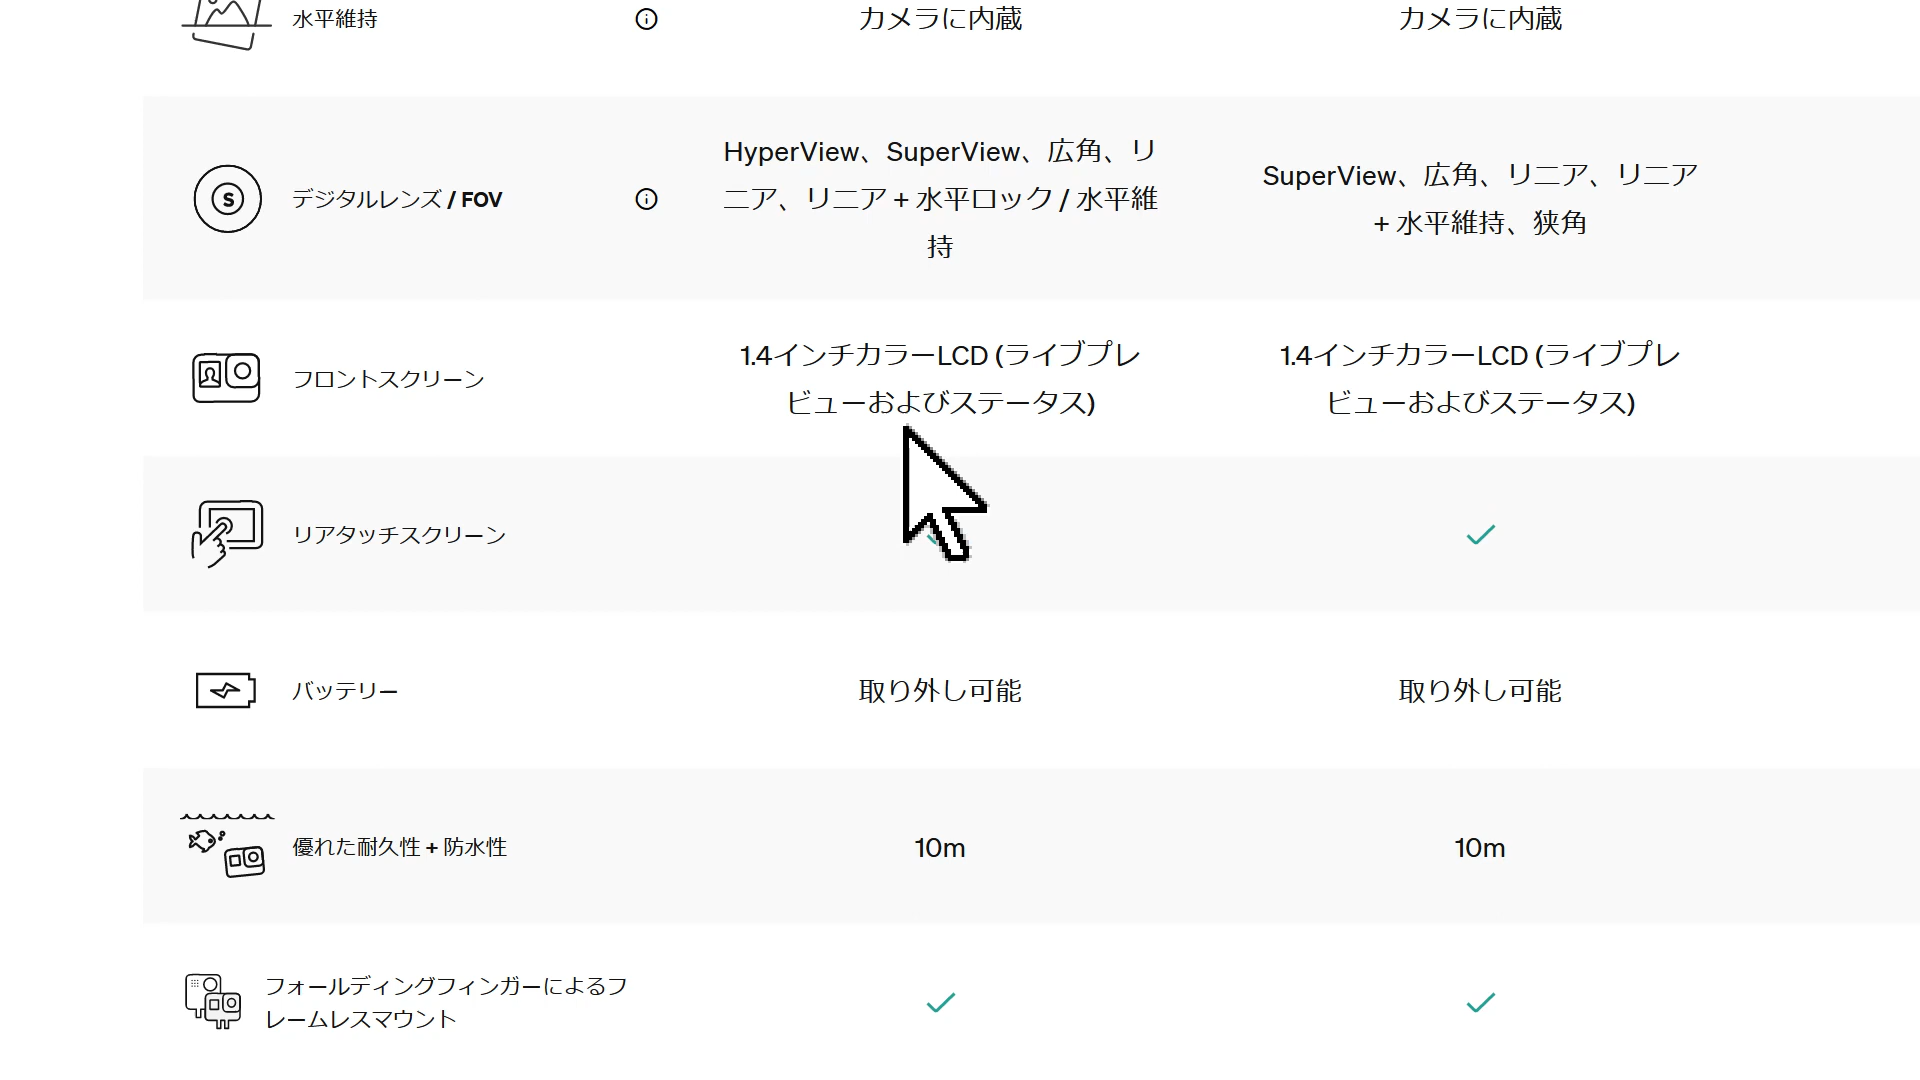 水平維持
カメラに内蔵
カメラに内蔵
S
デジタルレンズ / FOV
HyperView、SuperView、広角、リ
ニア、リニア + 水平ロック / 水平維
持
SuperView、広角、リニア、リニア
+ 水平維持、狭角
フロントスクリーン
1.4インチカラーLCD (ライブプレ
ビューおよびステータス)
1.4インチカラーLCD (ライブプレ
ビューおよびステータス)
リアタッチスクリーン
バッテリー
取り外し可能
取り外し可能
優れた耐久性 + 防水性
10m
10m
フォールディングフィンガーによるフ
レームレスマウント